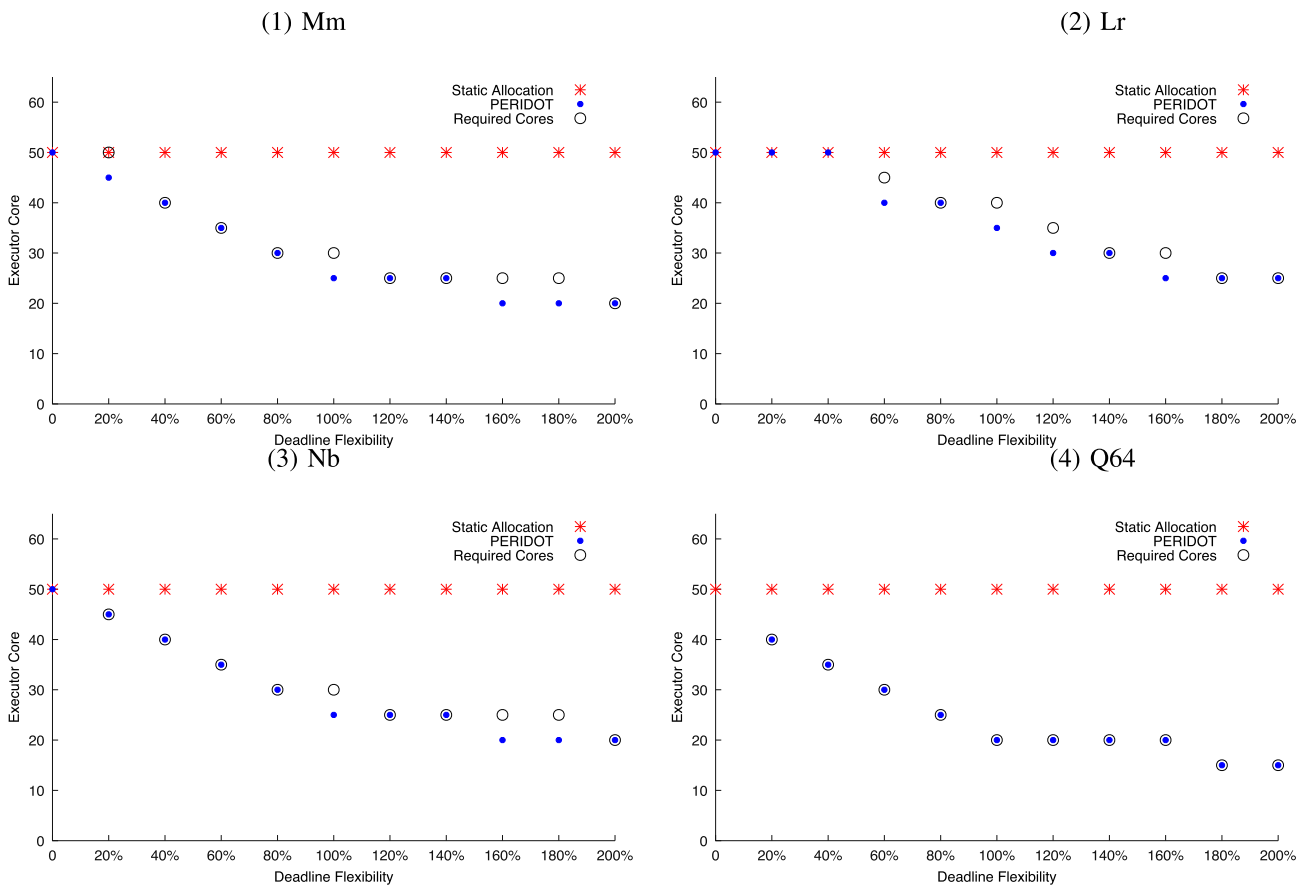 (1) Mm
Static Allocation
PERIDOT
Required Cores
60
50
40
30
20
10
0
Executor Core
0 20% 40% 60% 80% 100% 120% 140% 160% 180% 200%
Deadline Flexibility
(2) Lr
Static Allocation
PERIDOT
Required Cores
60
50
40
30
20
10
0
Executor Core
0 20% 40% 60% 80% 100% 120% 140% 160% 180% 200%
Deadline Flexibility
(3) Nb
Static Allocation
PERIDOT
Required Cores
60
50
40
30
20
10
0
Executor Core
0 20% 40% 60% 80% 100% 120% 140% 160% 180% 200%
Deadline Flexibility
(4) Q64
Static Allocation
PERIDOT
Required Cores
60
50
40
30
20
10
0
Executor Core
0 20% 40% 60% 80% 100% 120% 140% 160% 180% 200%
Deadline Flexibility